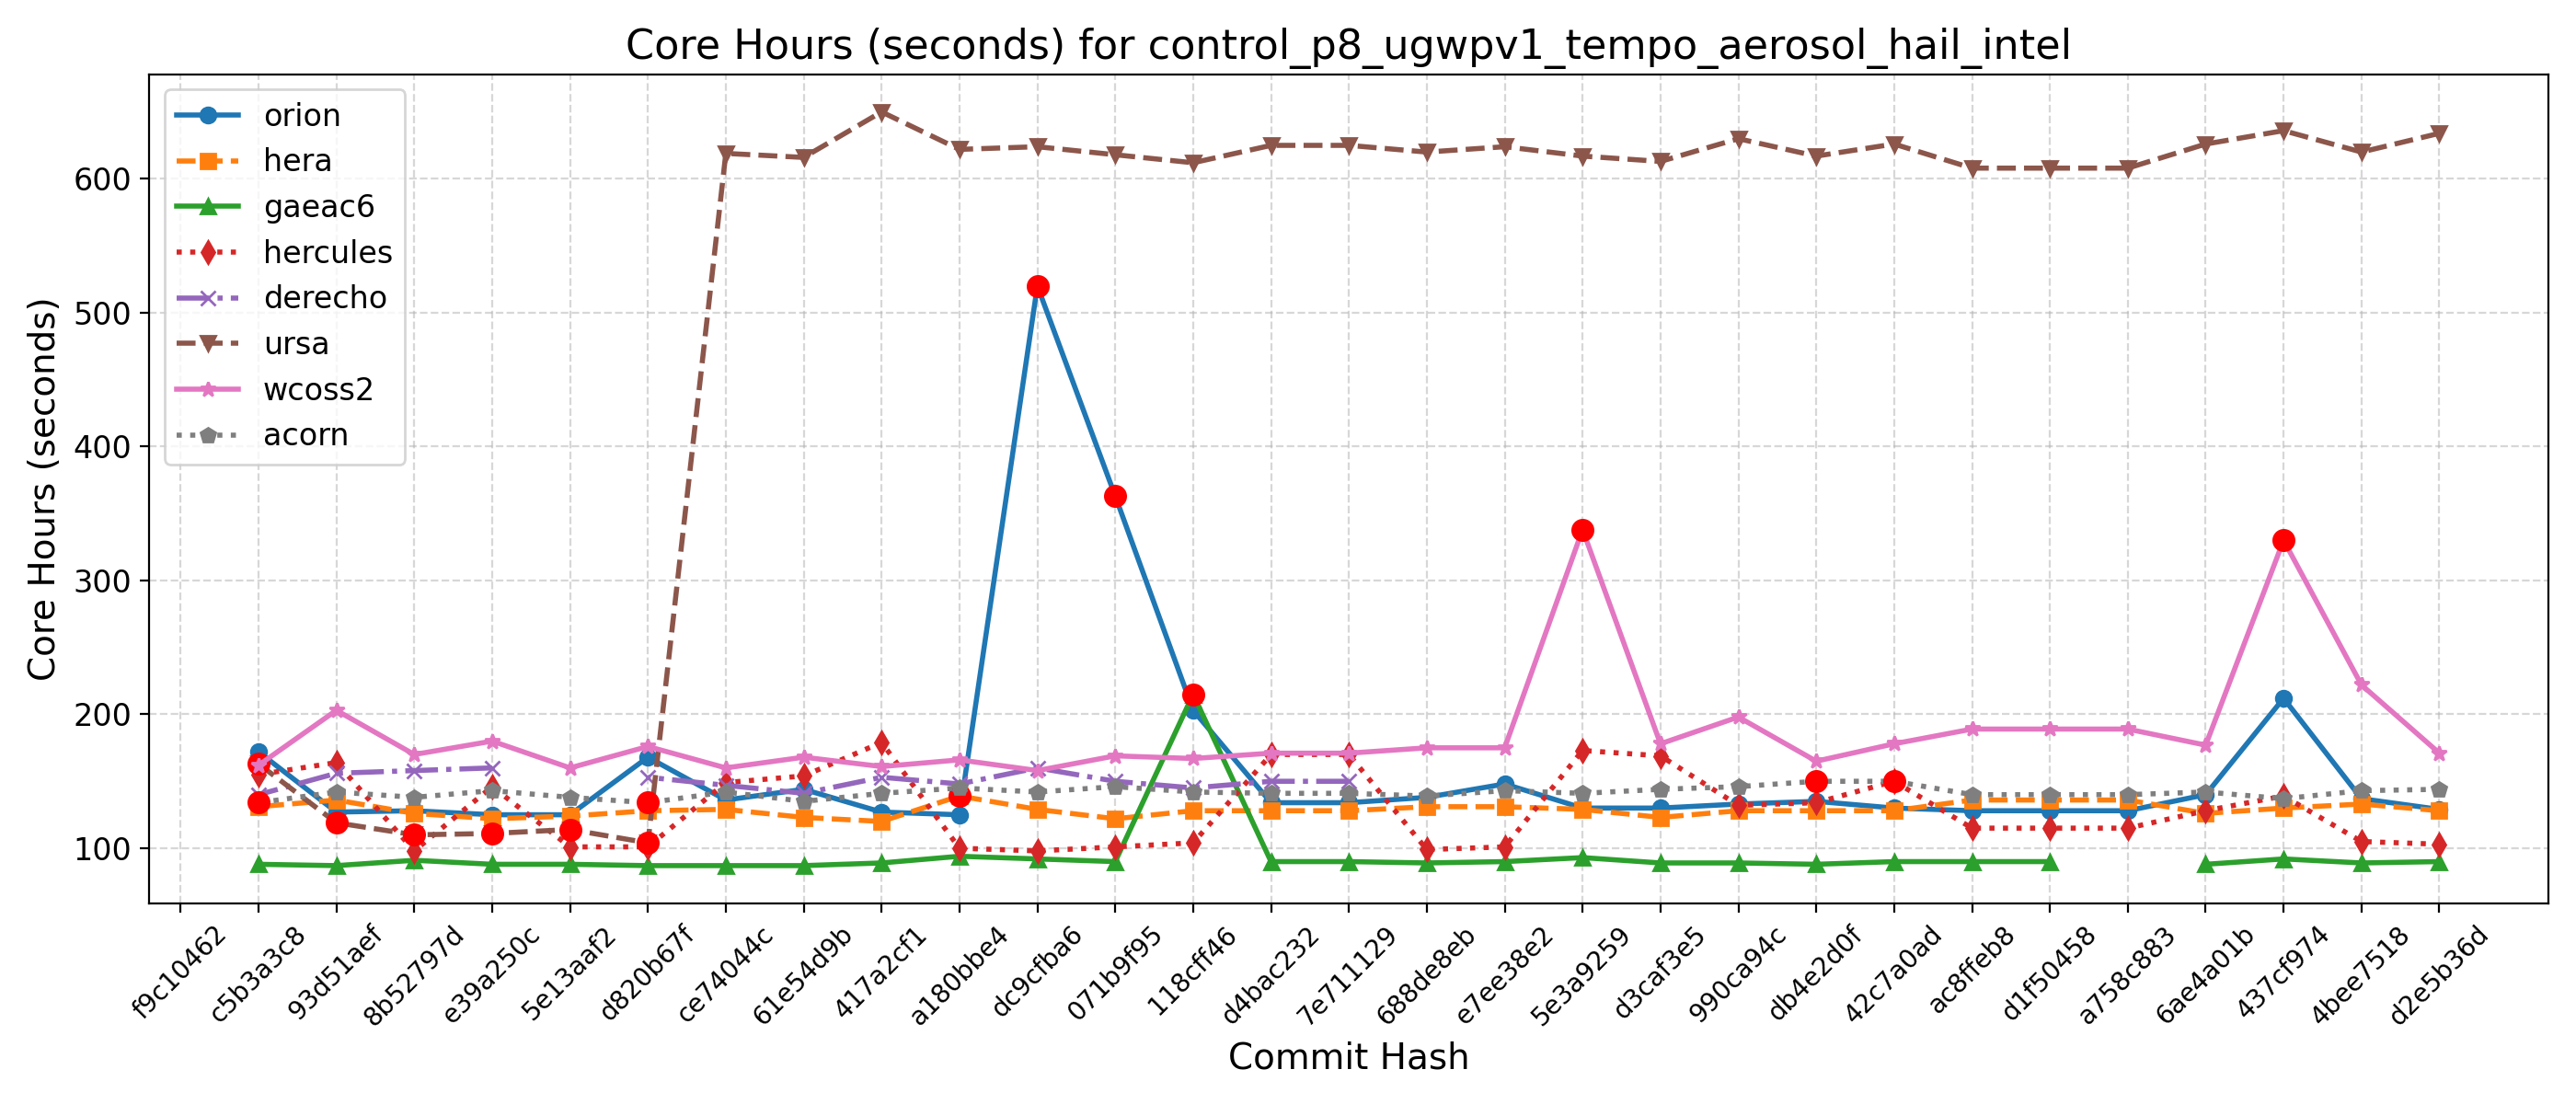 Core Hours (seconds) for control_p8_ugwpv1_tempo_aerosol_hail_intel
Core Hours (seconds)
600
500
400
300
200
100
orion
hera
gaeac6
hercules
derecho
ursa
wcoss2
acorn
f9c10462
c5b3a3c8
93d51aef
8b52797d
e39a250c
5e13aaf2
d820b67f
ce74044c
61e54d9b
417a2cf1
a180bbe4
dc9cfba6
071b9f95
118cff46
d4bac232
7e711129
688de8eb
e7ee38e2
5e3a9259
d3caf3e5
990ca94c
db4e2d0f
42c7a0ad
ac8ffeb8
d1f50458
a758c883
6ae4a01b
437cf974
4bee7518
d2e5b36d
Commit Hash